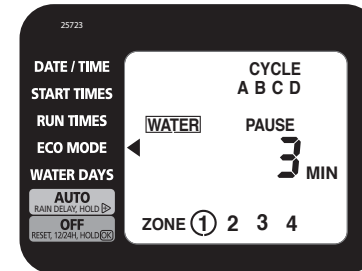 25723
DATE / TIME
START TIMES
RUN TIMES
ECO MODE
WATER DAYS
AUTO
RAIN DELAY, HOLD
OFF
RESET, 12/24H, HOLD OK
CYCLE
A B C D
WATER PAUSE
3 MIN
ZONE 1 2 3 4